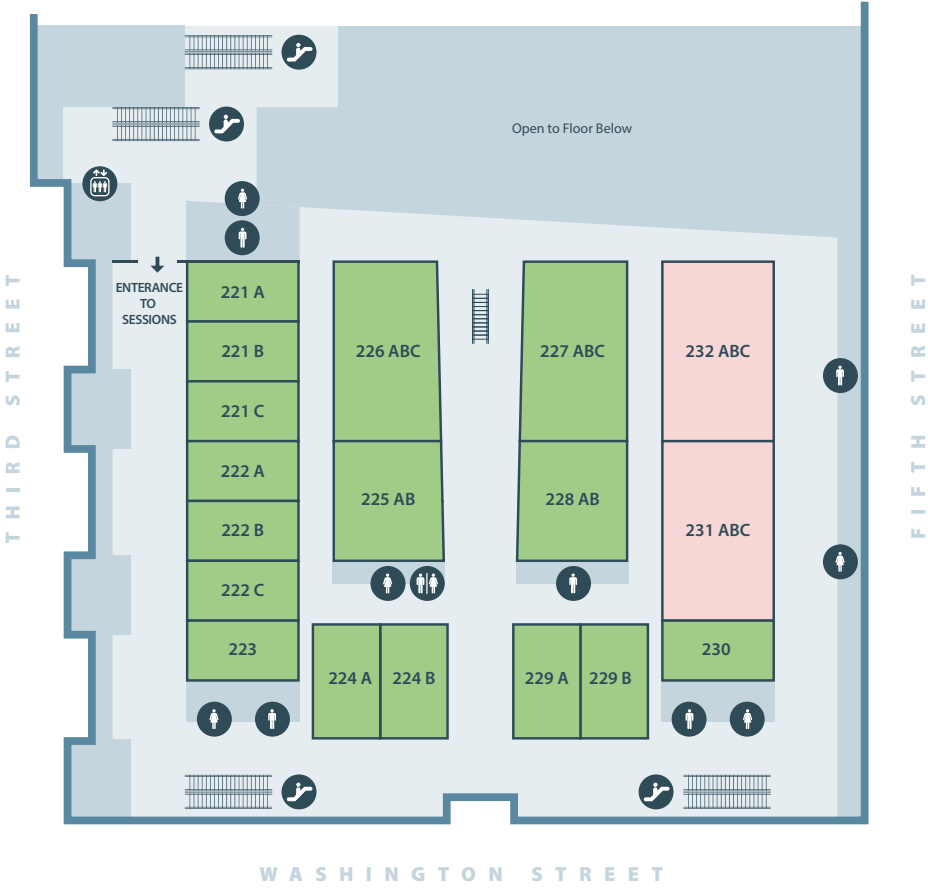 Open to Floor Below
ENTERANCE
TO
SESSIONS
221 A
221 B
221 C
222 A
222 B
222 C
223
226 ABC
225 AB
224 A
224 B
227 ABC
228 AB
229 A
229 B
232 ABC
231 ABC
230
THIRD STREET
FIFTH STREET
WASHINGTON STREET